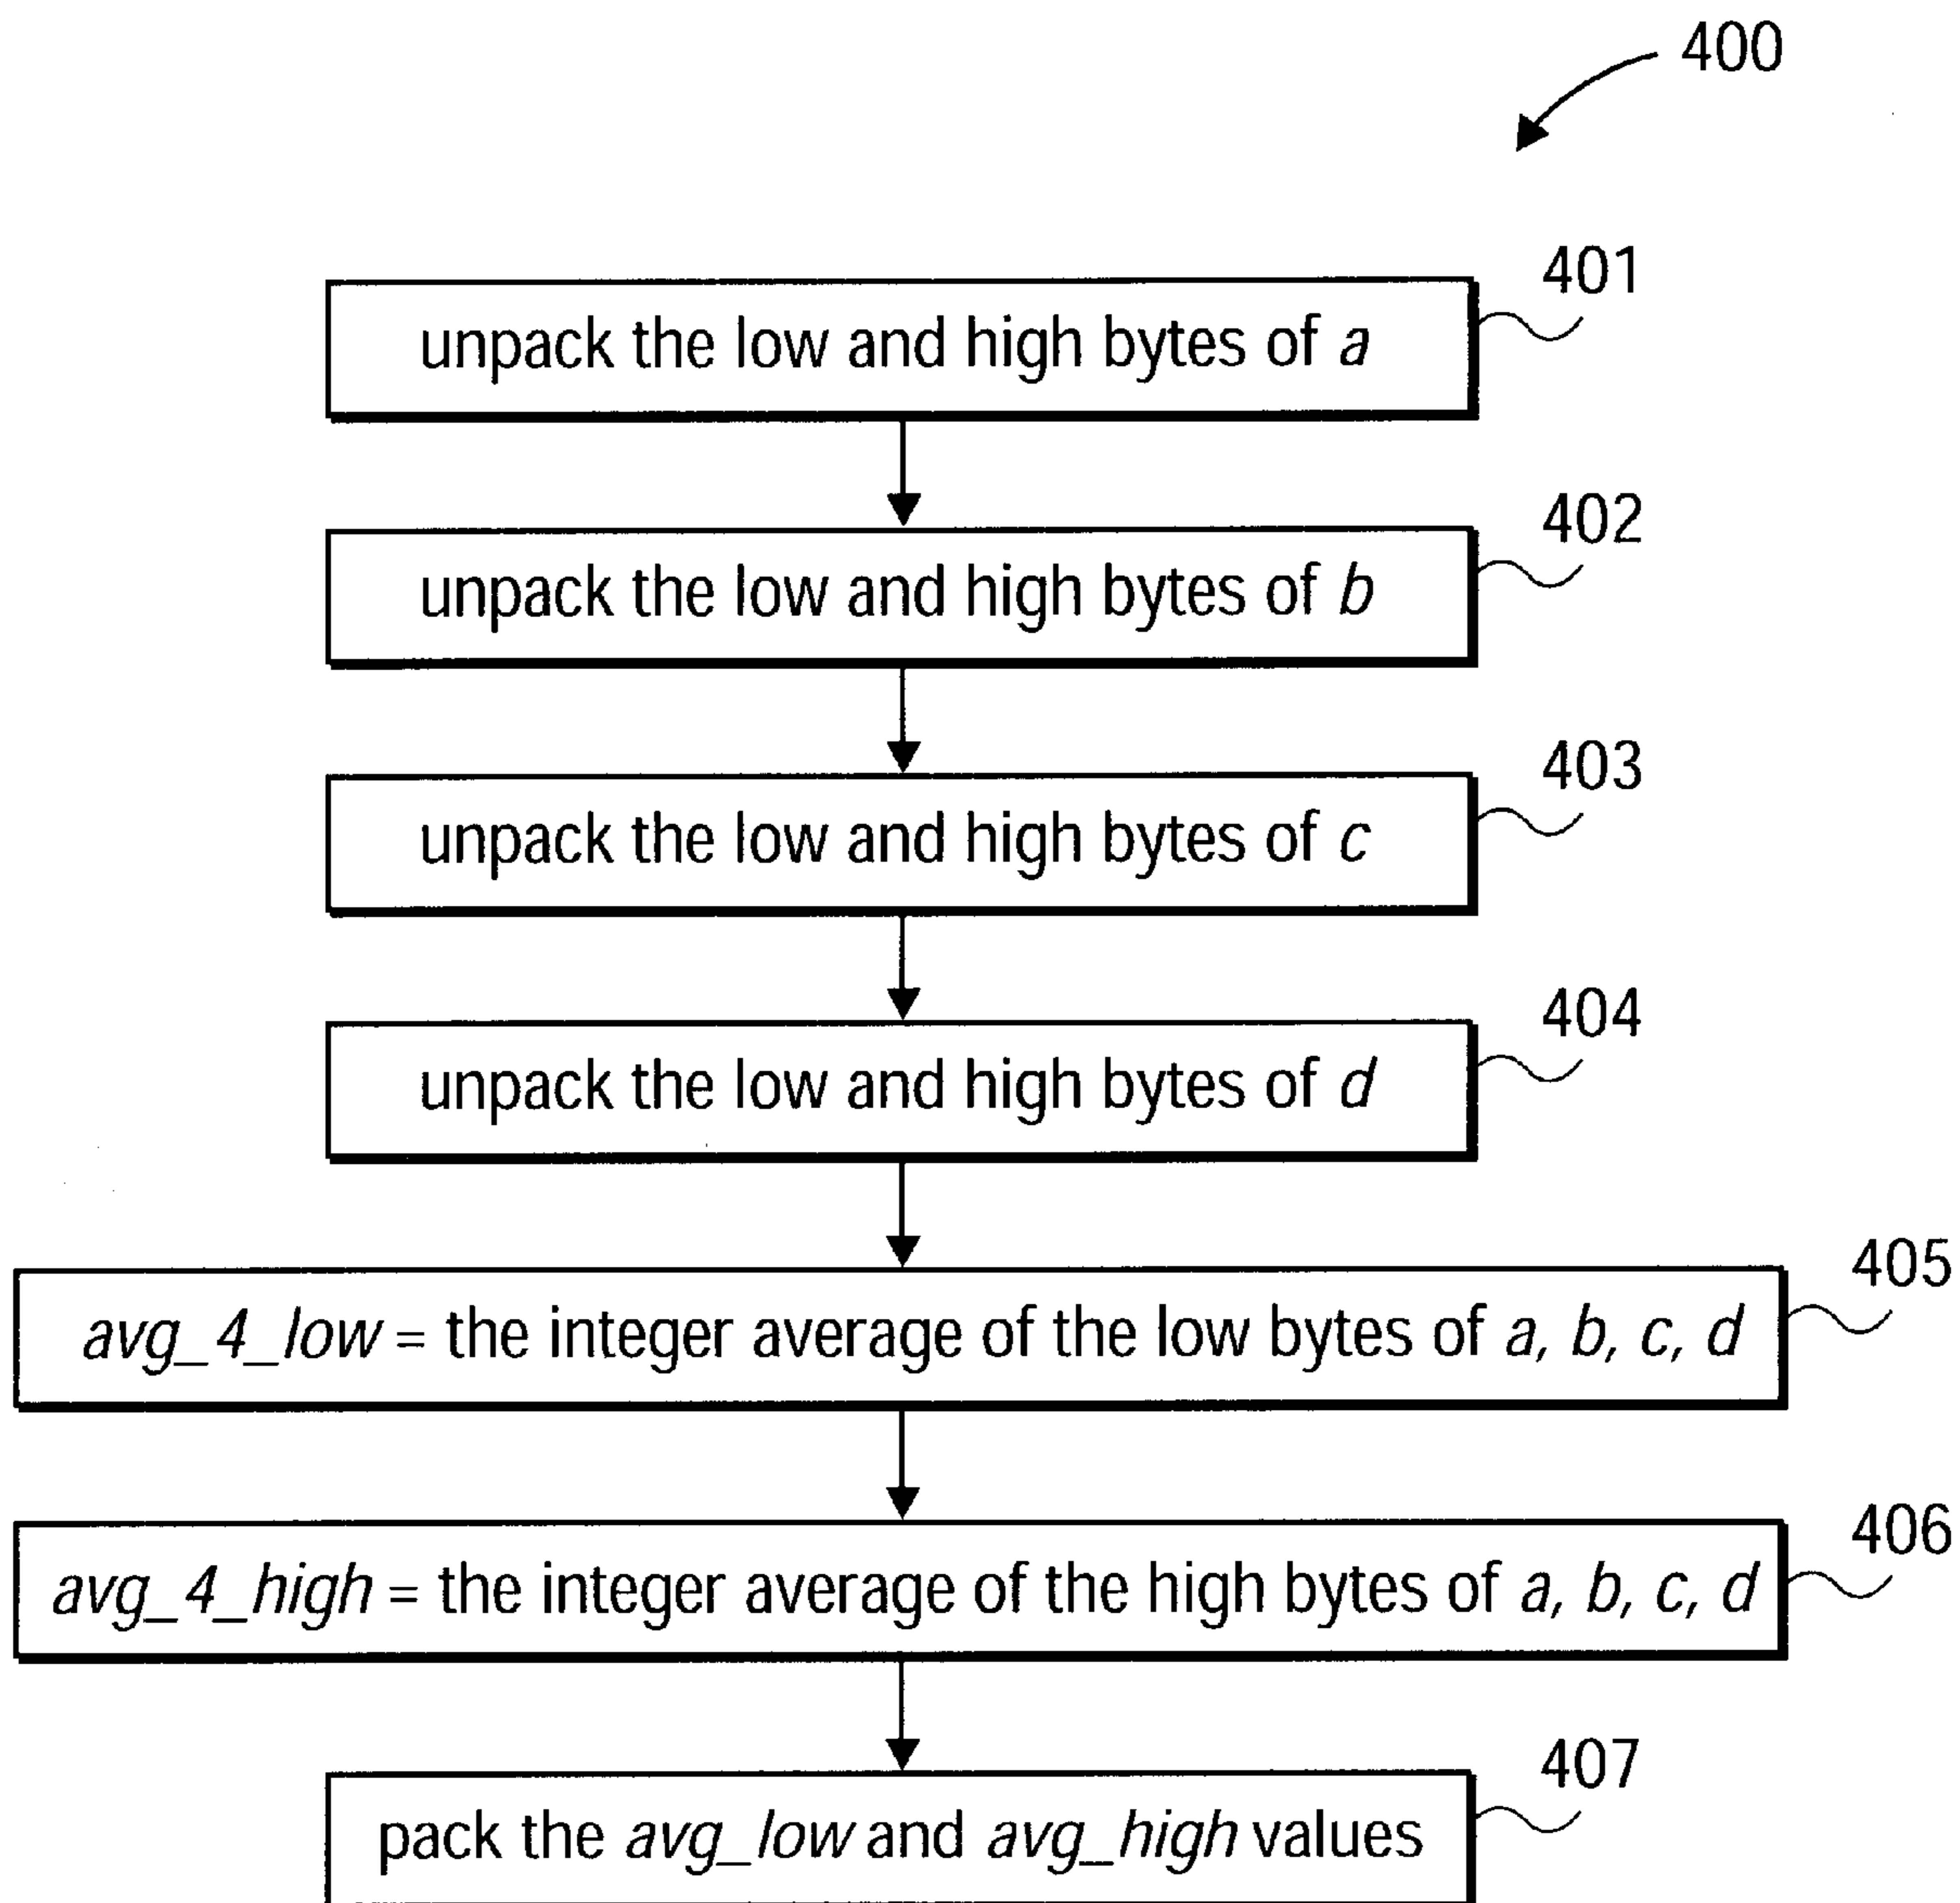 400
401
unpack the low and high bytes of a
402
unpack the low and high bytes of b
403
unpack the low and high bytes of c
404
unpack the low and high bytes of d
405
avg_4_low = the integer average of the low bytes of a, b, c, d
406
avg_4_high = the integer average of the high bytes of a, b, c, d
407
pack the avg_low and avg_high values